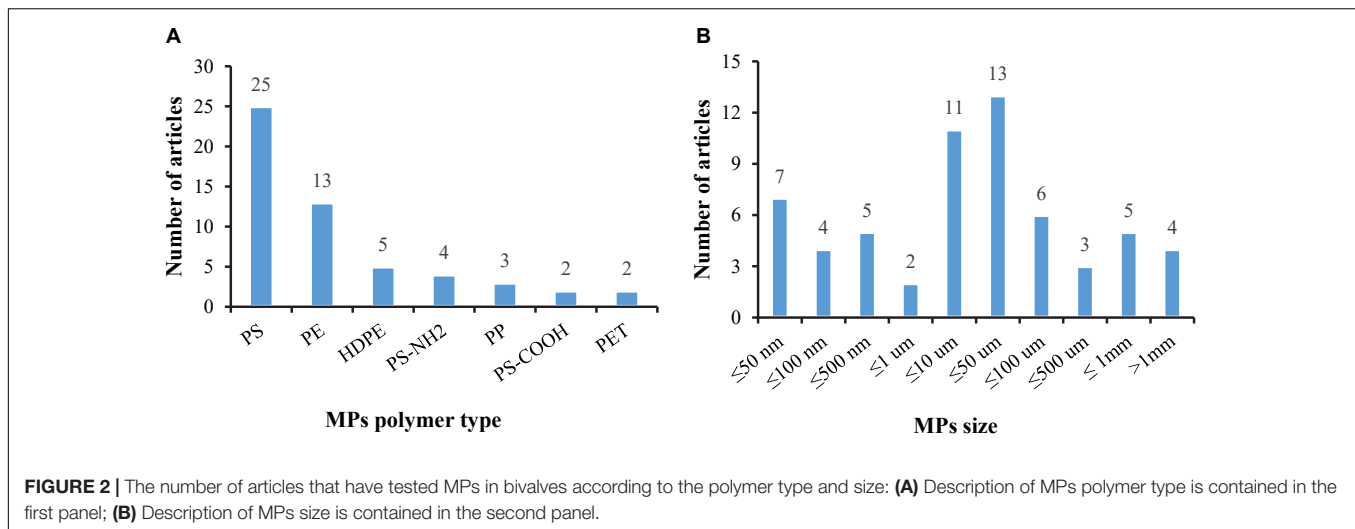 A
Number of articles
30
25
20
15
10
5
0
25
13
5
4
3
2
2
PS
PE
HDPE
PS-NH2
PP
PS-COOH
PET
MPs polymer type
B
Number of articles
15
12
9
6
3
0
7
4
5
2
11
13
6
3
5
4
≤50 nm
≤100 nm
≤500 nm
≤1 um
≤10 um
≤50 um
≤100 um
≤500 um
≤ 1mm
>1mm
MPs size
FIGURE 2 | The number of articles that have tested MPs in bivalves according to the polymer type and size: (A) Description of MPs polymer type is contained in the
first panel; (B) Description of MPs size is contained in the second panel.